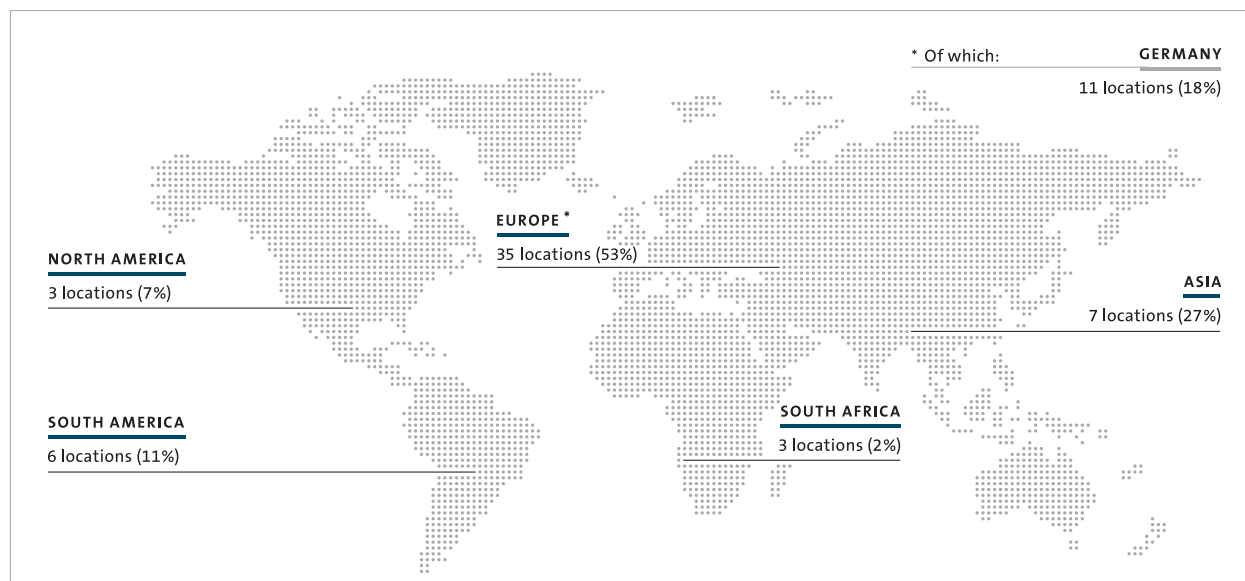 * Of which: GERMANY
11 locations (18%)
EUROPE *
35 locations (53%)
NORTH AMERICA
3 locations (7%)
ASIA
7 locations (27%)
SOUTH AFRICA
3 locations (2%)
SOUTH AMERICA
6 locations (11%)